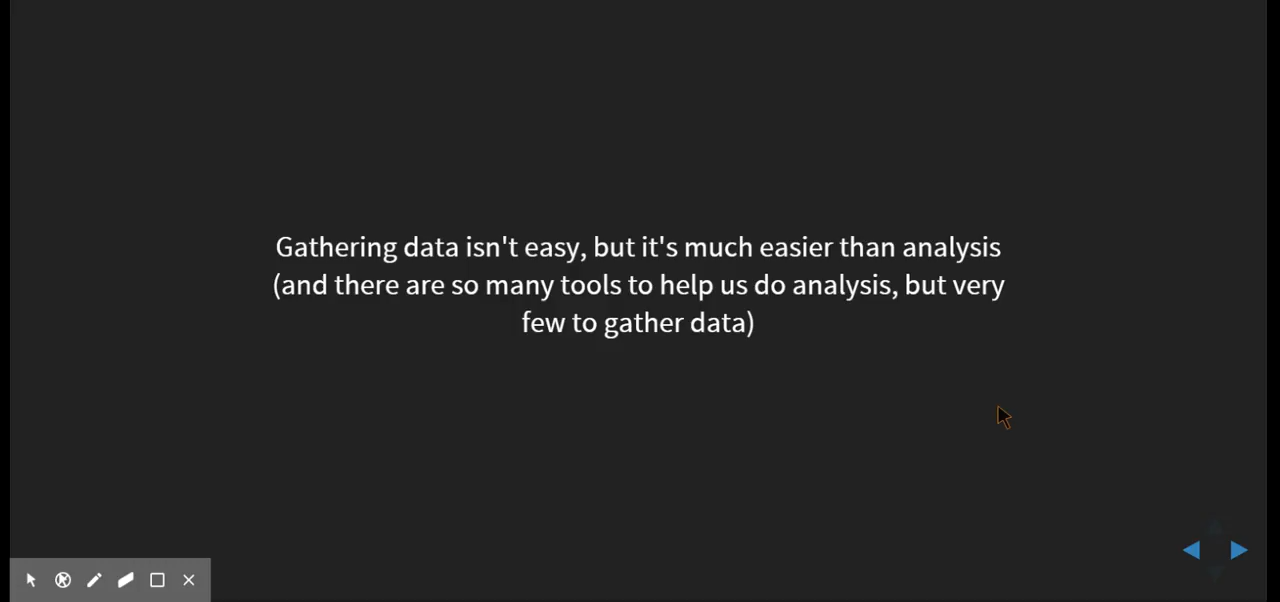 Gathering data isn't easy, but it's much easier than analysis
(and there are so many tools to help us do analysis, but very
few to gather data)